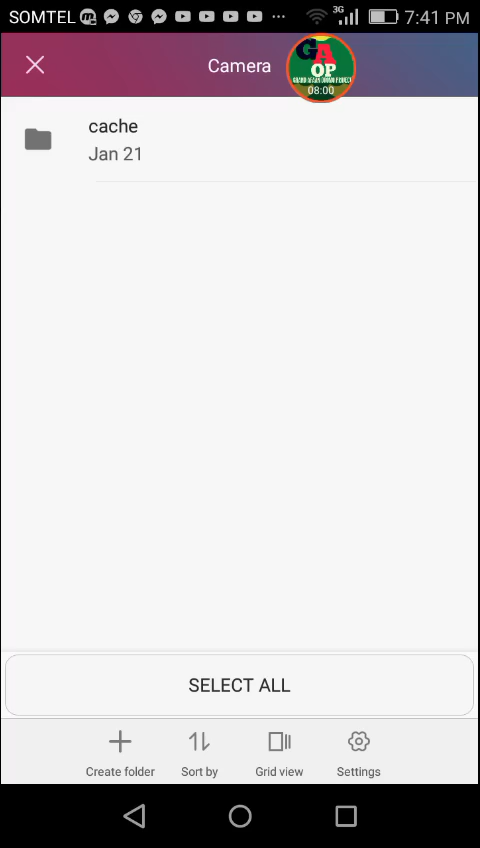 SOMTEL 3G 7:41 PM
Camera
GA
OP
08:00
cache
Jan 21
SELECT ALL
Create folder Sort by Grid view Settings